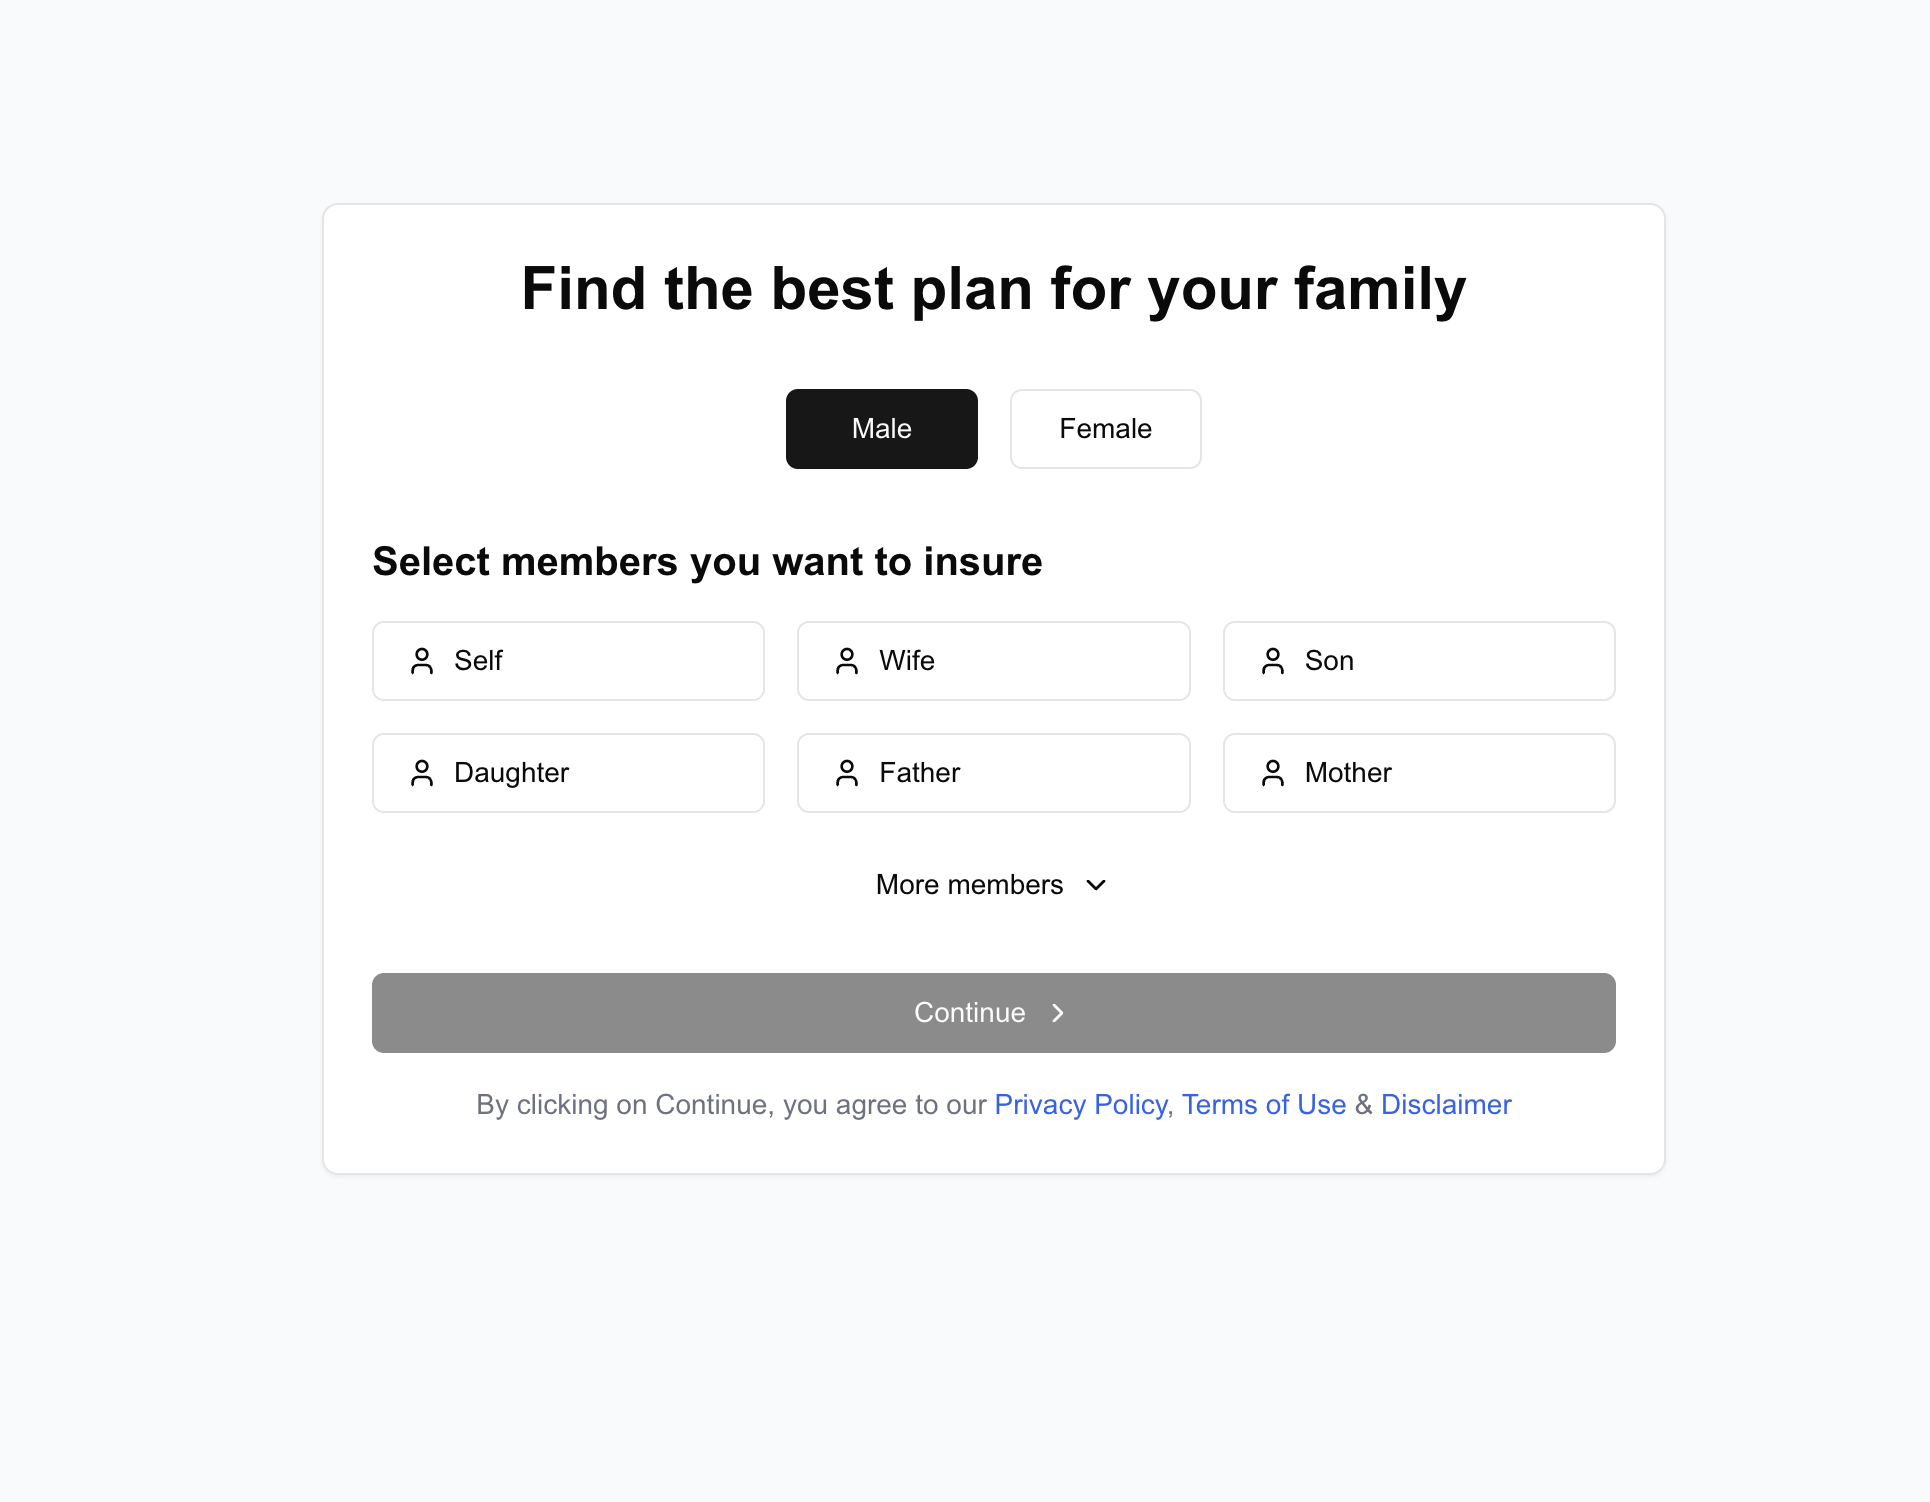 Find the best plan for your family
Male Female
Select members you want to insure
Self Wife Son
Daughter Father Mother
More members
Continue
By clicking on Continue, you agree to our Privacy Policy, Terms of Use & Disclaimer